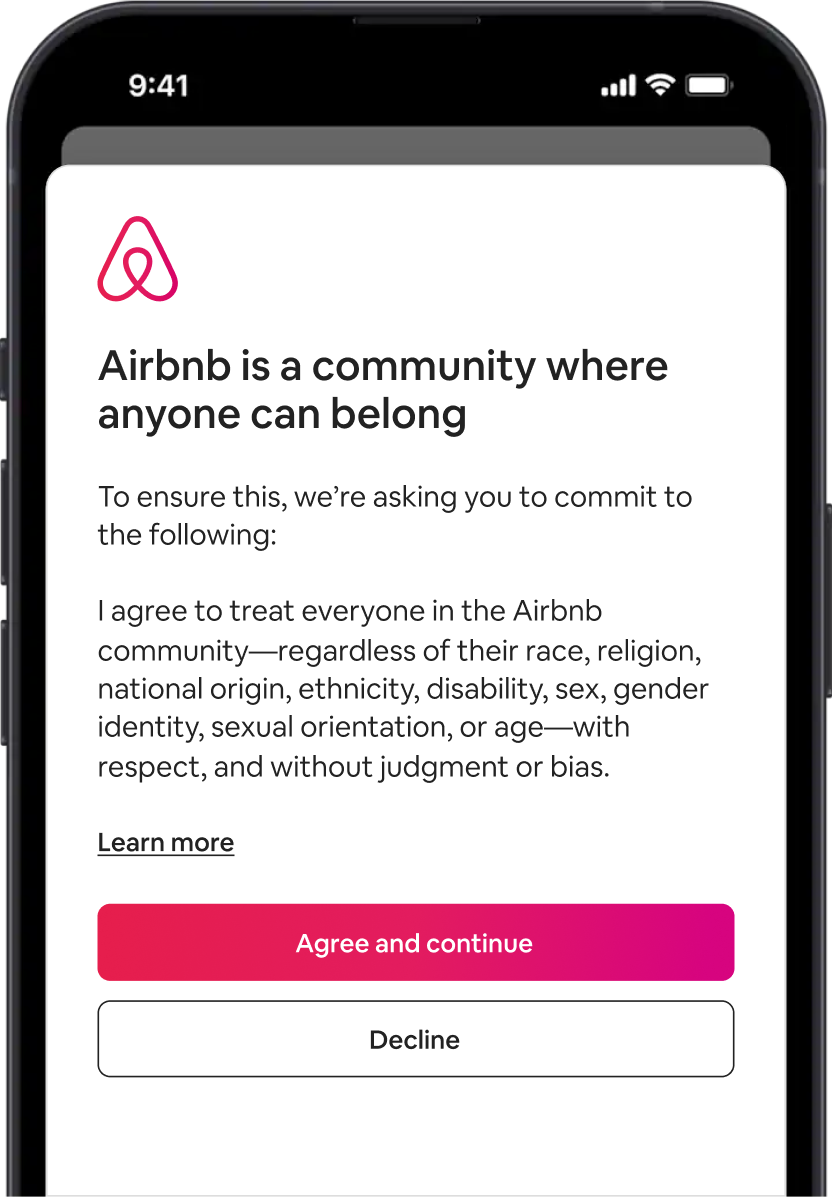 9:41
Airbnb is a community where
anyone can belong
To ensure this, we’re asking you to commit to
the following:
I agree to treat everyone in the Airbnb
community—regardless of their race, religion,
national origin, ethnicity, disability, sex, gender
identity, sexual orientation, or age—with
respect, and without judgment or bias.
Learn more
Agree and continue
Decline